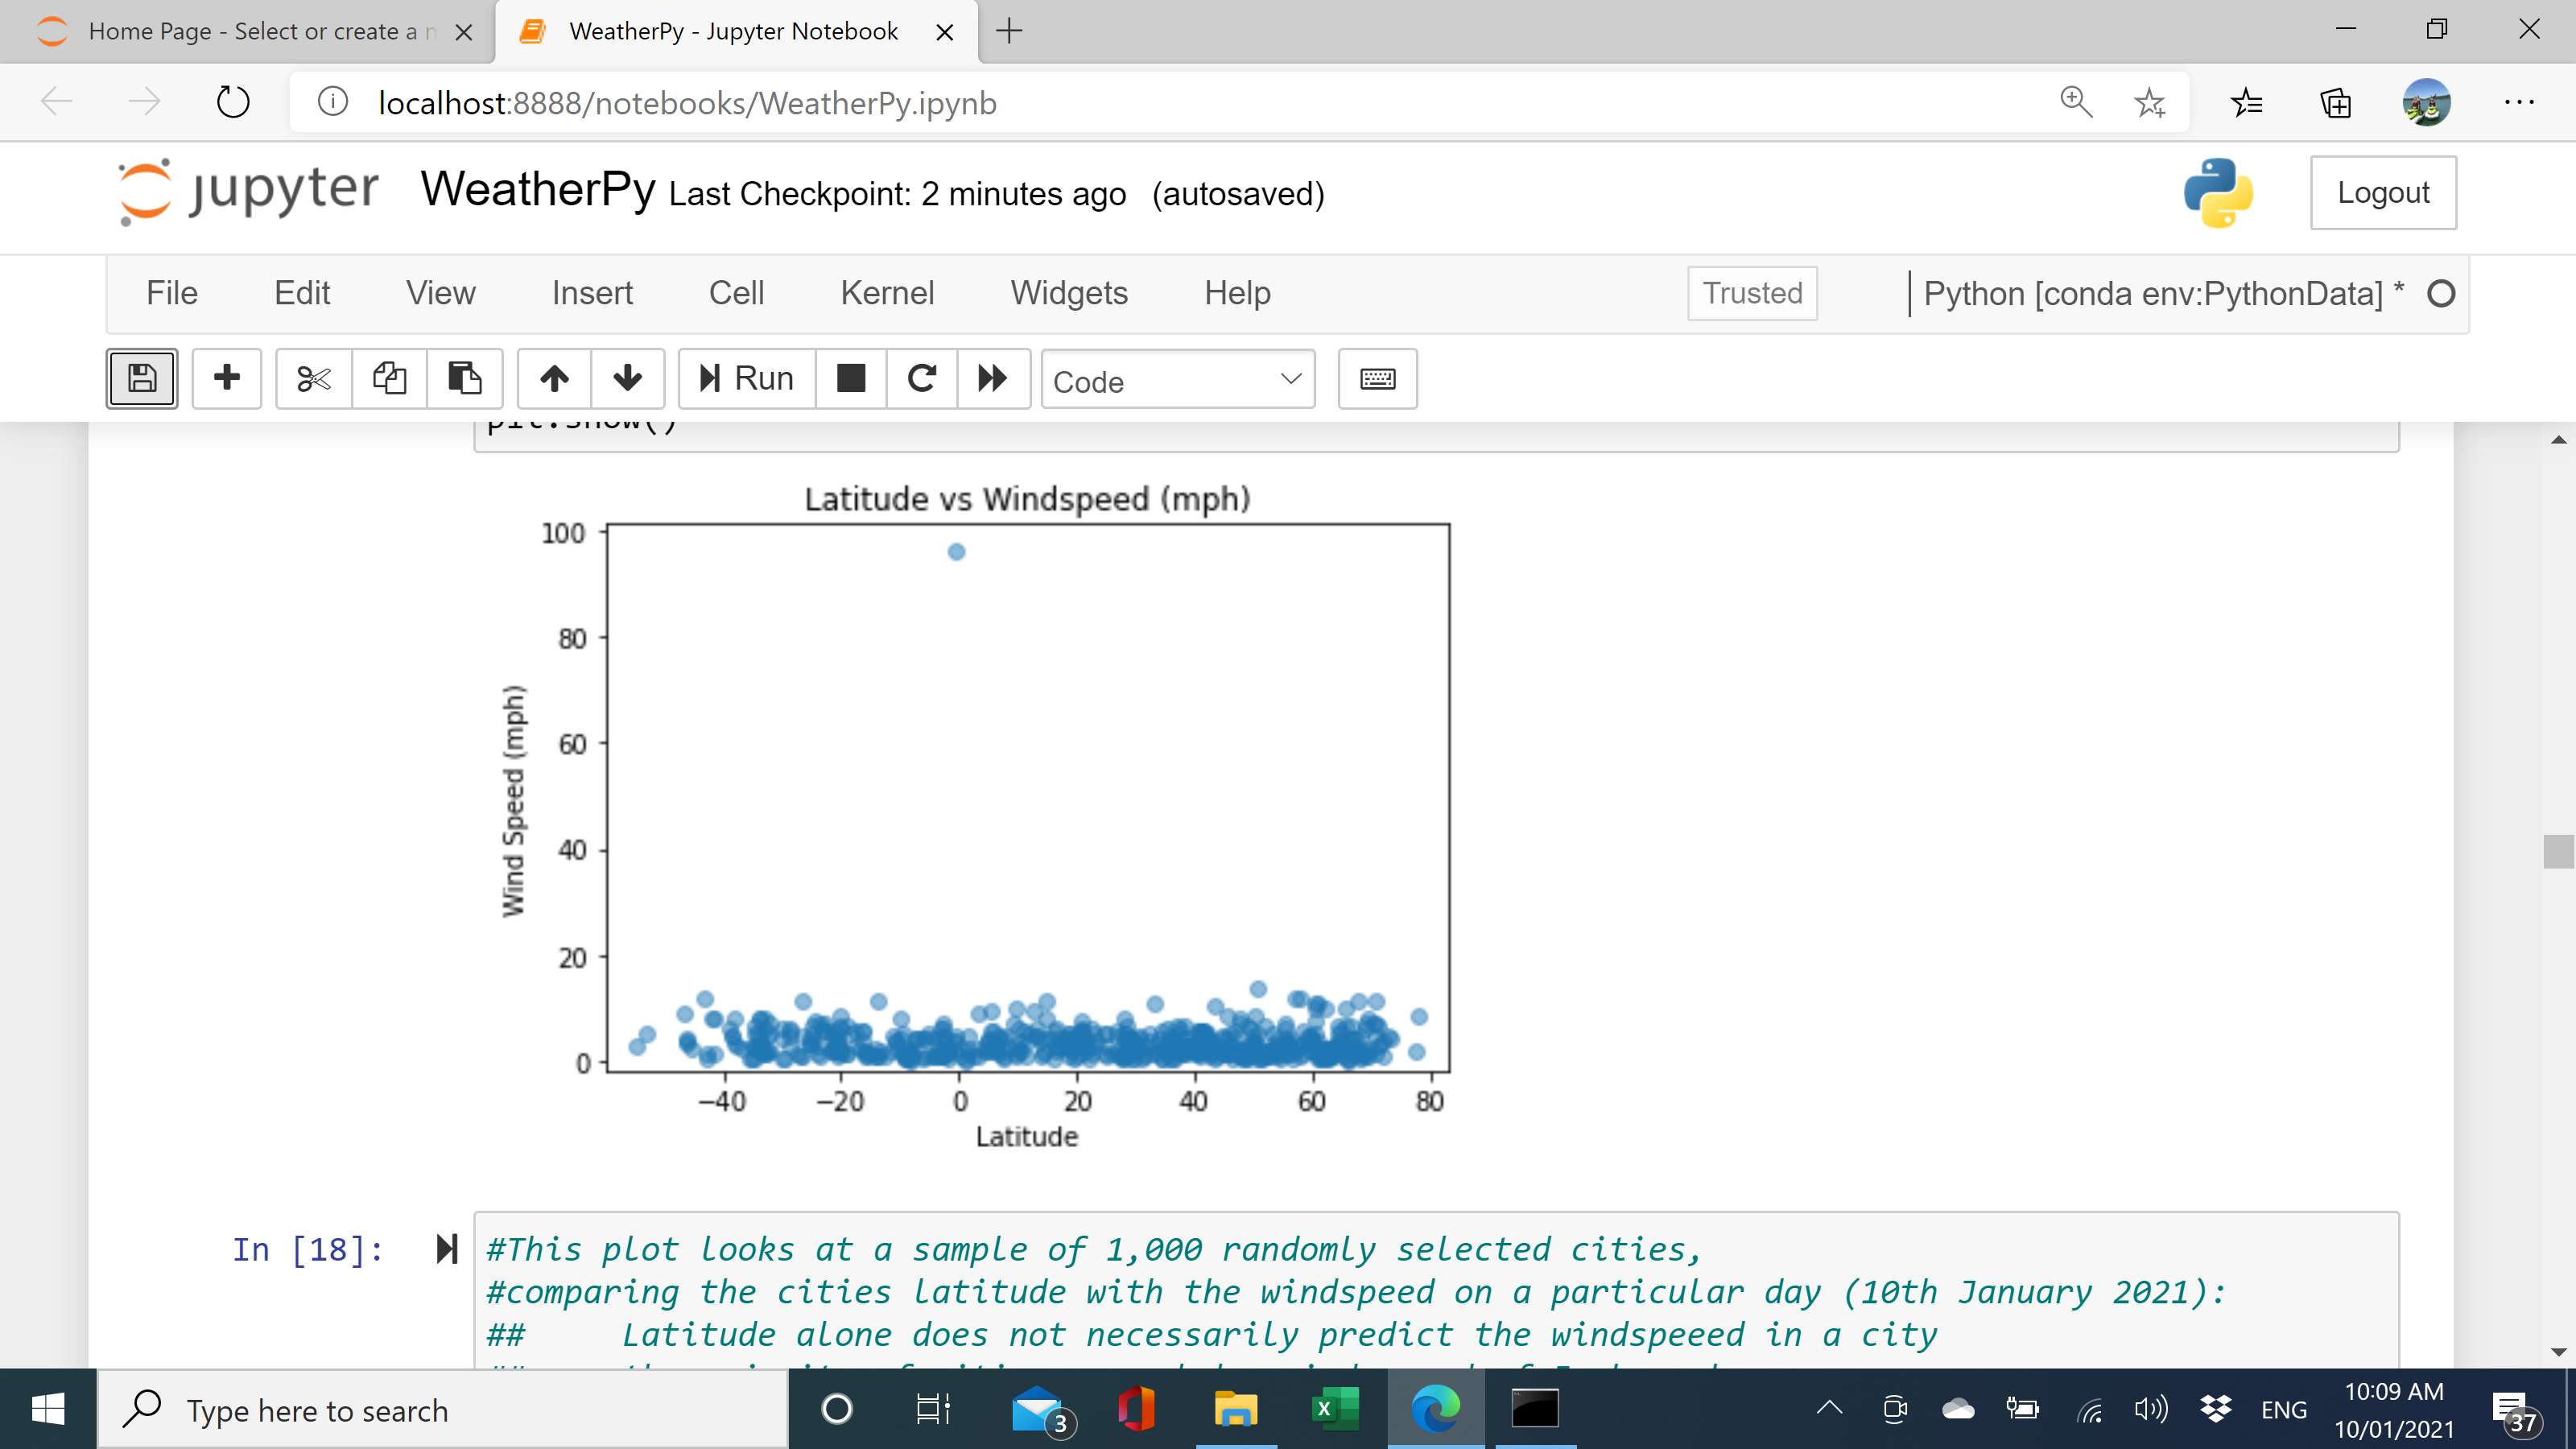 Home Page - Select or create a n
WeatherPy - Jupyter Notebook
localhost:8888/notebooks/WeatherPy.ipynb
jupyter WeatherPy Last Checkpoint: 2 minutes ago (autosaved)
Logout
File Edit View Insert Cell Kernel Widgets Help
Trusted
Python [conda env:PythonData] *
Run
Code
plt.show()
Latitude vs Windspeed (mph)
100
80
60
40
20
0
Wind Speed (mph)
−40 −20 0 20 40 60 80
Latitude
In [18]:
#This plot looks at a sample of 1,000 randomly selected cities,
#comparing the cities latitude with the windspeed on a particular day (10th January 2021):
## Latitude alone does not necessarily predict the windspeeed in a city
Type here to search
3
X
ENG
10:09 AM
10/01/2021
37